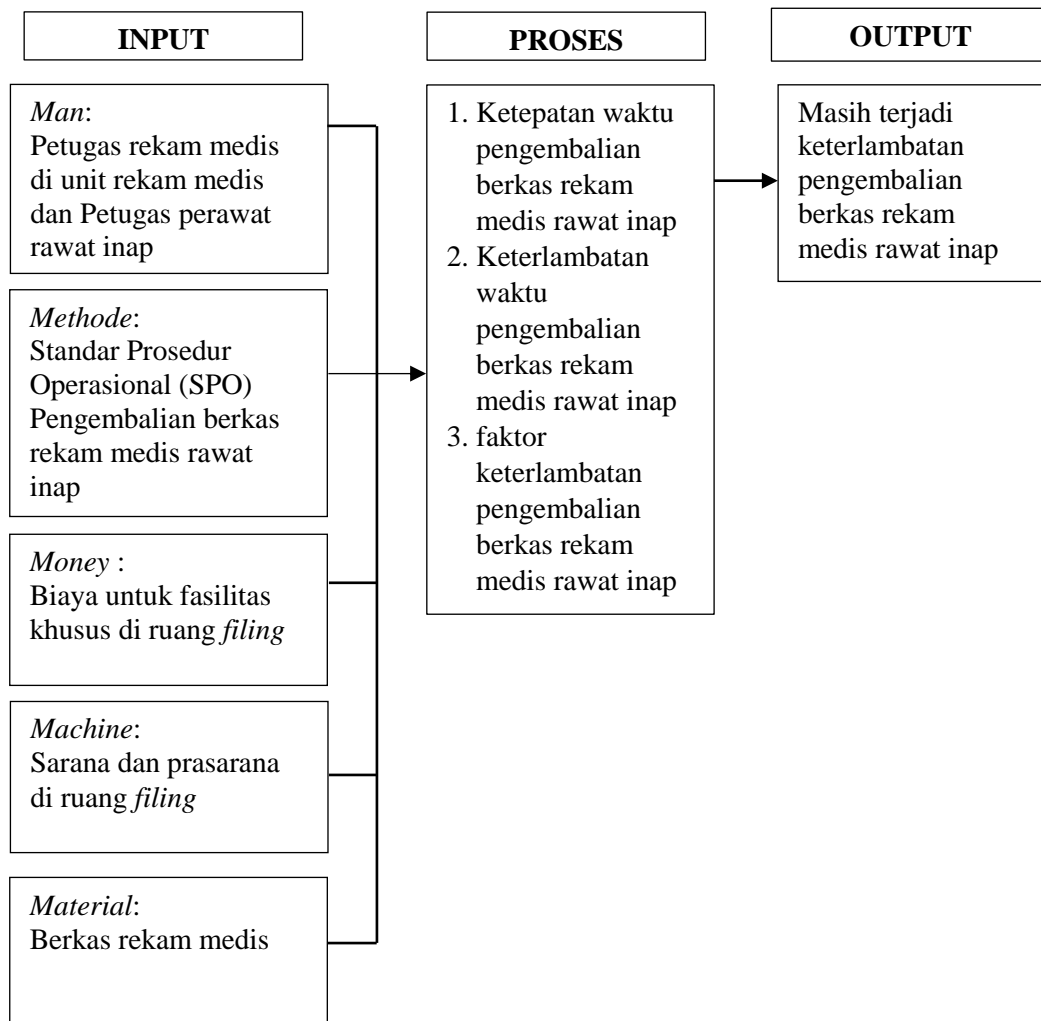 INPUT
PROSES
OUTPUT
Man:
Petugas rekam medis
di unit rekam medis
dan Petugas perawat
rawat inap
Methode:
Standar Prosedur
Operasional (SPO)
Pengembalian berkas
rekam medis rawat
inap
Money :
Biaya untuk fasilitas
khusus di ruang filing
Machine:
Sarana dan prasarana
di ruang filing
Material:
Berkas rekam medis
1. Ketepatan waktu
pengembalian
berkas rekam
medis rawat inap
2. Keterlambatan
waktu
pengembalian
berkas rekam
medis rawat inap
3. faktor
keterlambatan
pengembalian
berkas rekam
medis rawat inap
Masih terjadi
keterlambatan
pengembalian
berkas rekam
medis rawat inap